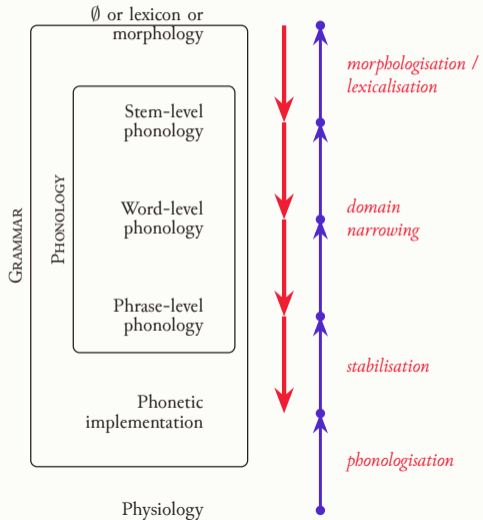 ∅ or lexicon or
morphology
morphologisation /
lexicalisation
Stem-level
phonology
GRAMMAR
PHONOLOGY
Word-level
phonology
domain
narrowing
Phrase-level
phonology
stabilisation
Phonetic
implementation
phonologisation
Physiology